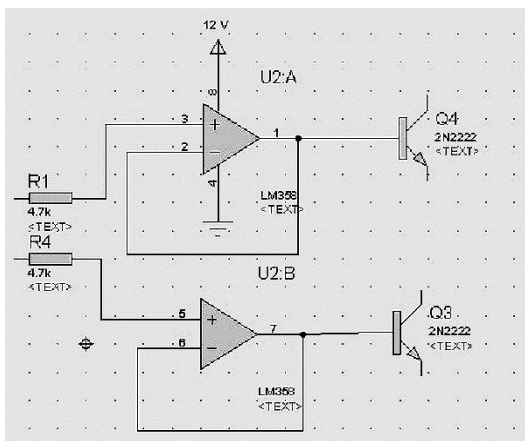 12 V
U2:A
8
3
2
1
4
LM358
<TEXT>
Q4
2N2222
<TEXT>
R1
4.7k
<TEXT>
R4
4.7k
<TEXT>
U2:B
5
6
7
LM358
<TEXT>
Q3
2N2222
<TEXT>